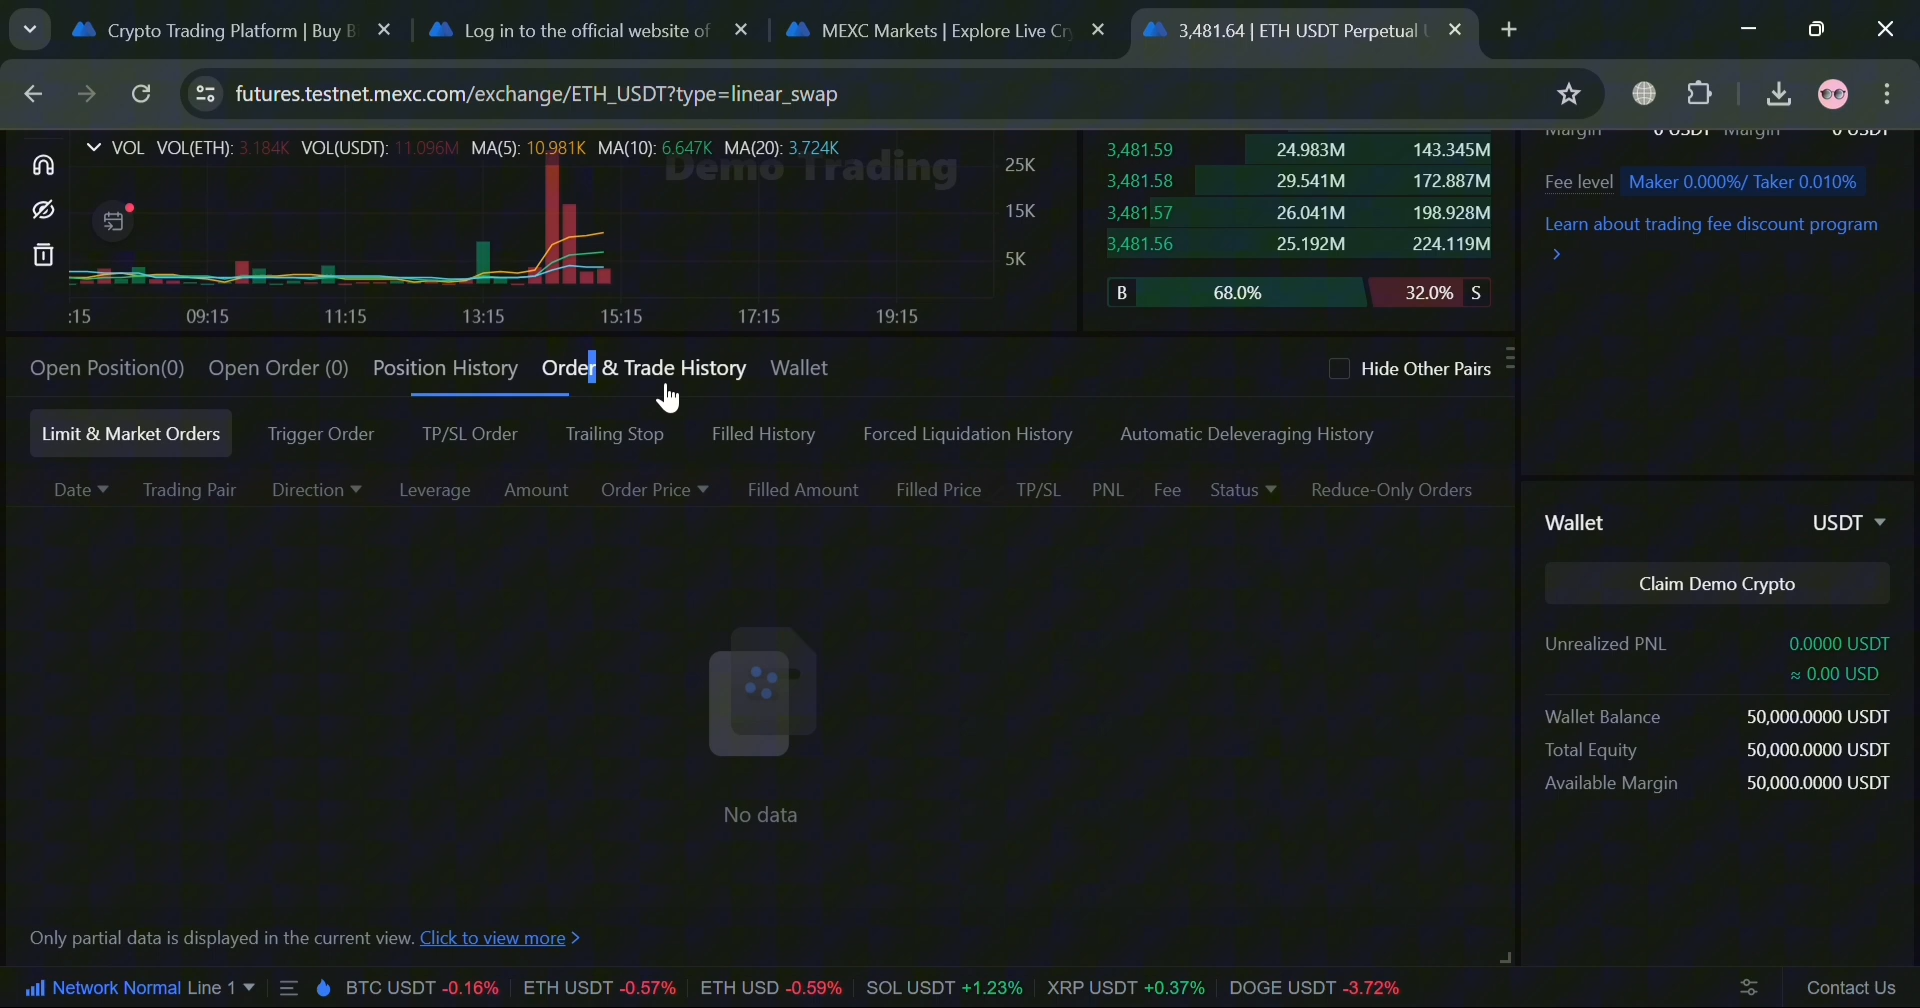 Crypto Trading Platform | Buy B
Log in to the official website of
MEXC Markets | Explore Live Cry
3,481.64 | ETH USDT Perpetual
futures.testnet.mexc.com/exchange/ETH_USDT?type=linear_swap
VOL VOL(ETH): 3.184K VOL(USDT): 11.096M MA(5): 10.981K MA(10): 6.647K MA(20): 3.724K
Demo Trading
25K
15K
5K
:15 09:15 11:15 13:15 15:15 17:15 19:15
3,481.59 24.983M 143.345M
3,481.58 29.541M 172.887M
3,481.57 26.041M 198.928M
3,481.56 25.192M 224.119M
B 68.0% 32.0% S
Margin 0 USDT Margin 0 USDT
Fee level Maker 0.000%/ Taker 0.010%
Learn about trading fee discount program
>
Open Position(0) Open Order (0) Position History Order & Trade History Wallet
Hide Other Pairs
Limit & Market Orders Trigger Order TP/SL Order Trailing Stop Filled History Forced Liquidation History Automatic Deleveraging History
Date Trading Pair Direction Leverage Amount Order Price Filled Amount Filled Price TP/SL PNL Fee Status Reduce-Only Orders
No data
Only partial data is displayed in the current view. Click to view more >
Wallet USDT
Claim Demo Crypto
Unrealized PNL 0.0000 USDT
≈ 0.00 USD
Wallet Balance 50,000.0000 USDT
Total Equity 50,000.0000 USDT
Available Margin 50,000.0000 USDT
Network Normal Line 1 BTC USDT -0.16% ETH USDT -0.57% ETH USD -0.59% SOL USDT +1.23% XRP USDT +0.37% DOGE USDT -3.72%
Contact Us